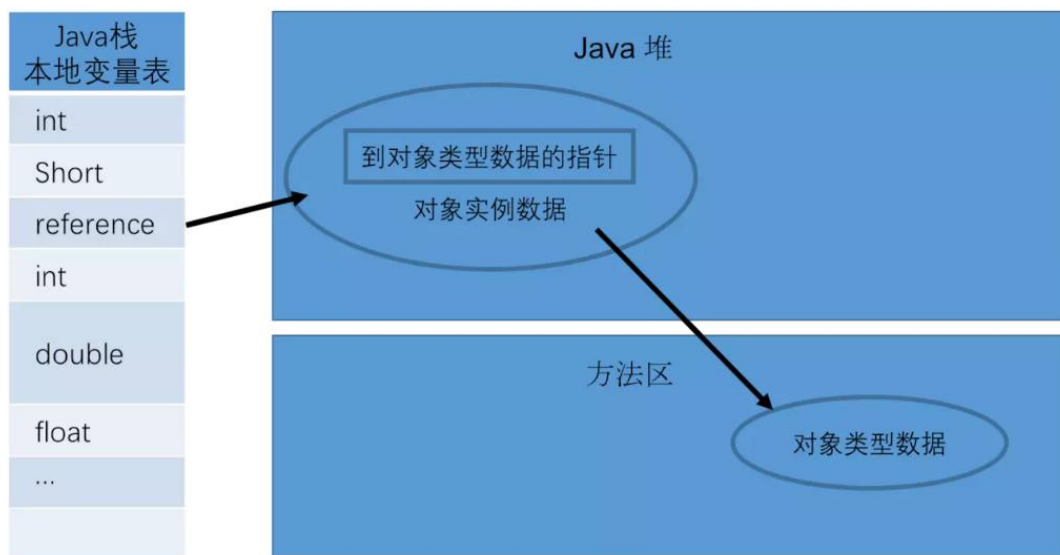 Java栈
本地变量表
int
Short
reference
int
double
float
...
Java 堆
到对象类型数据的指针
对象实例数据
方法区
对象类型数据